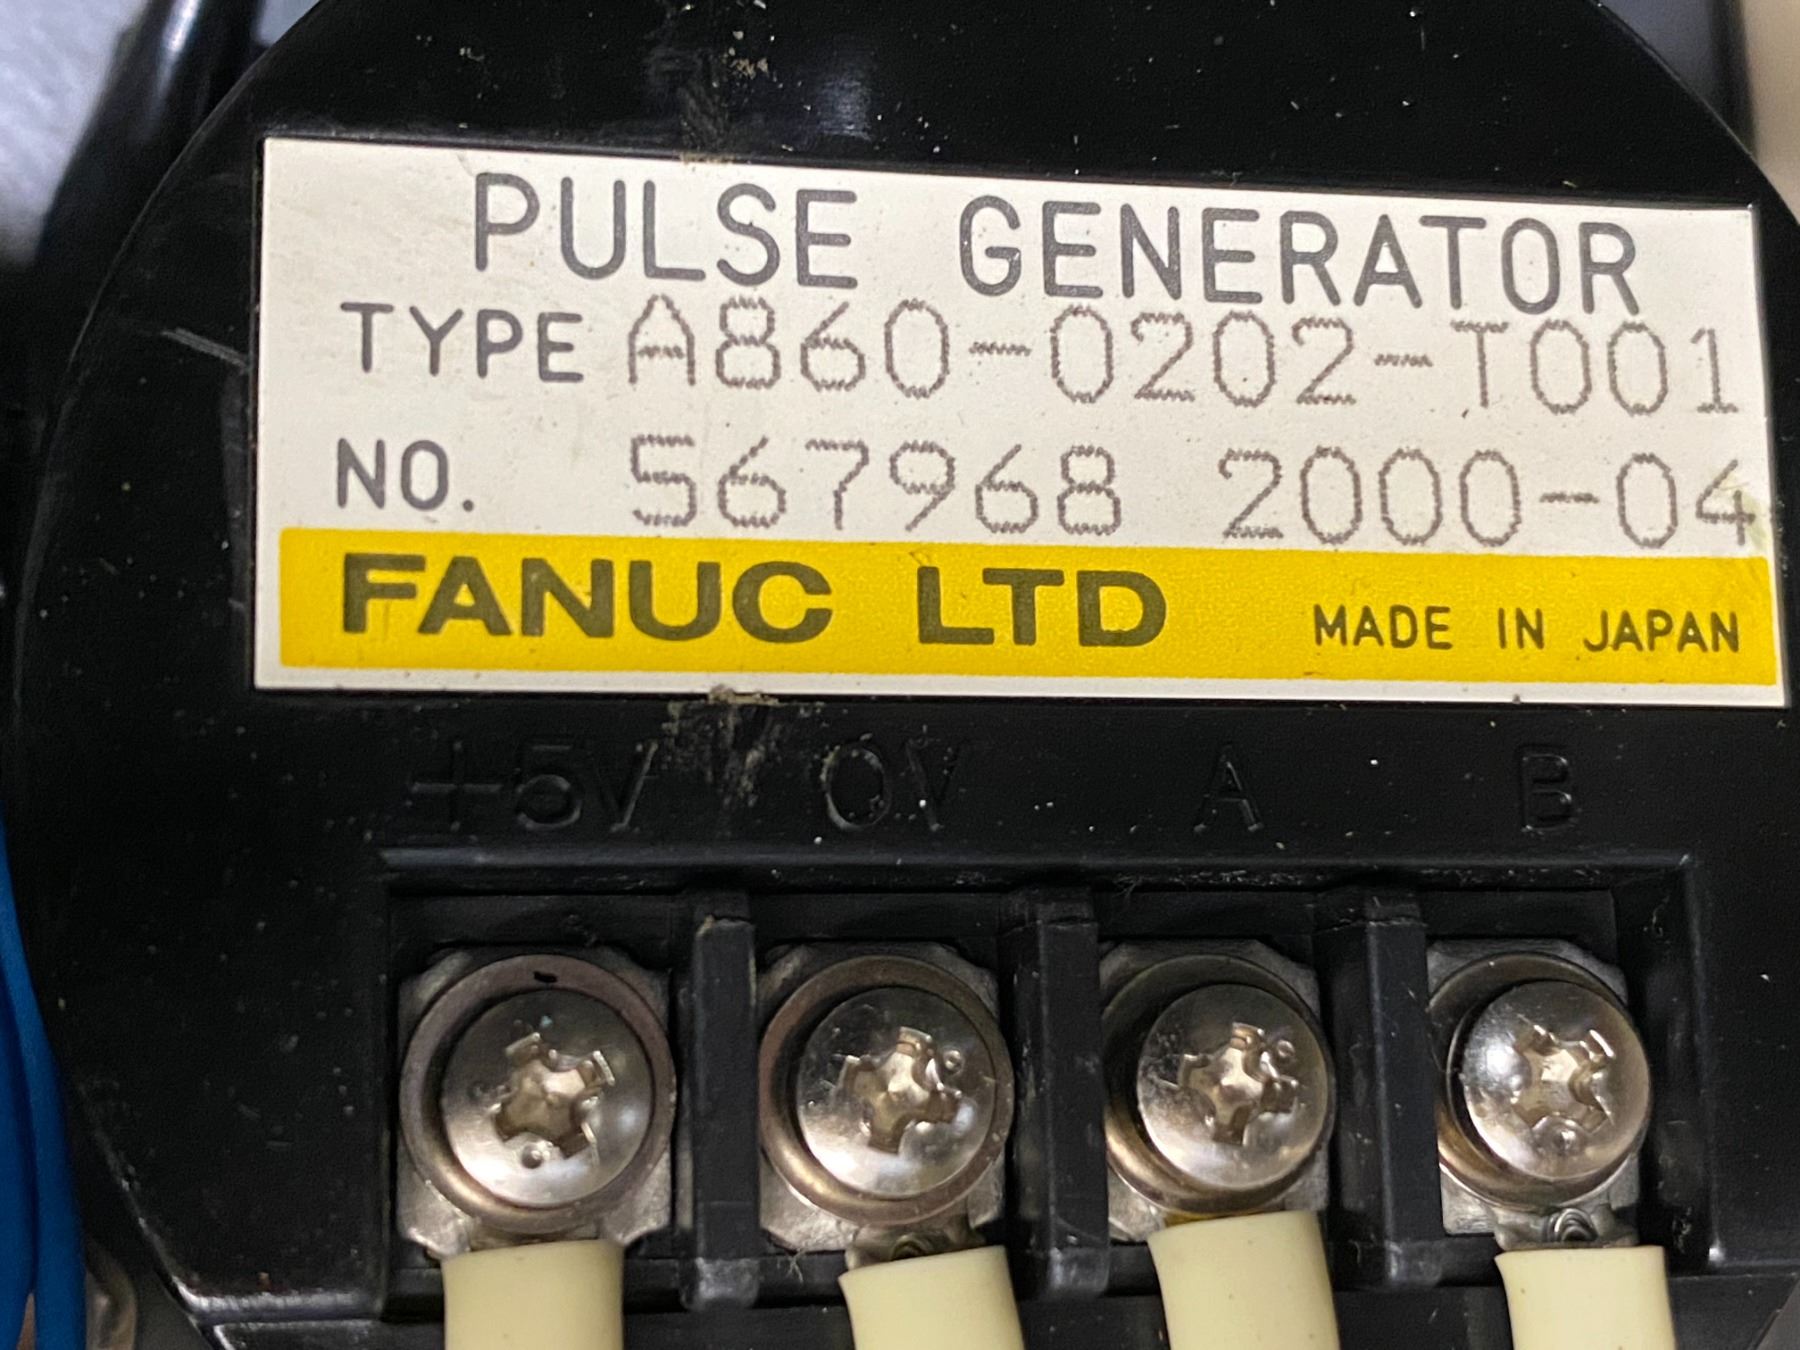 PULSE GENERATOR
TYPE A860-0202-T001
NO. 567968 2000-04
FANUC LTD MADE IN JAPAN
+5V 0V A B